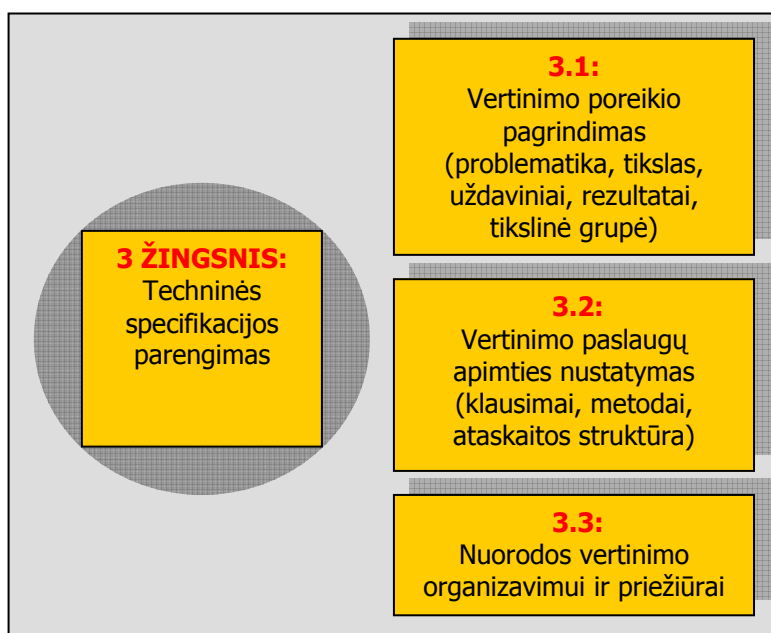 3 ŽINGSNIS:
Techninės
specifikacijos
parengimas
3.1:
Vertinimo poreikio
pagrindimas
(problematika, tikslas,
uždaviniai, rezultatai,
tikslinė grupė)
3.2:
Vertinimo paslaugų
apimties nustatymas
(klausimai, metodai,
ataskaitos struktūra)
3.3:
Nuorodos vertinimo
organizavimui ir priežiūrai